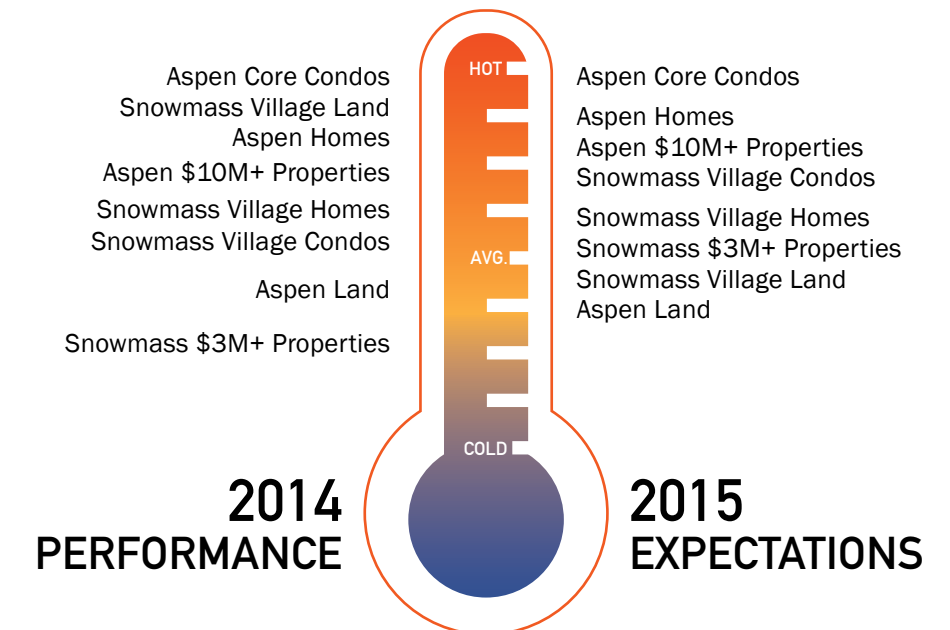 Aspen Core Condos
Snowmass Village Land
Aspen Homes
Aspen $10M+ Properties
Snowmass Village Homes
Snowmass Village Condos
Aspen Land
Snowmass $3M+ Properties
2014
PERFORMANCE
HOT
AVG.
COLD
Aspen Core Condos
Aspen Homes
Aspen $10M+ Properties
Snowmass Village Condos
Snowmass Village Homes
Snowmass $3M+ Properties
Snowmass Village Land
Aspen Land
2015
EXPECTATIONS